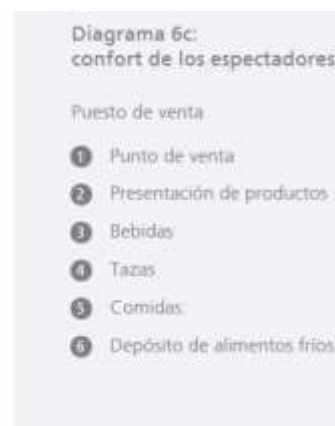 Diagrama 6c:
confort de los espectadores
Puesto de venta
1 Punto de venta
2 Presentación de productos
3 Bebidas
4 Tazas
5 Comidas
6 Depósito de alimentos fríos